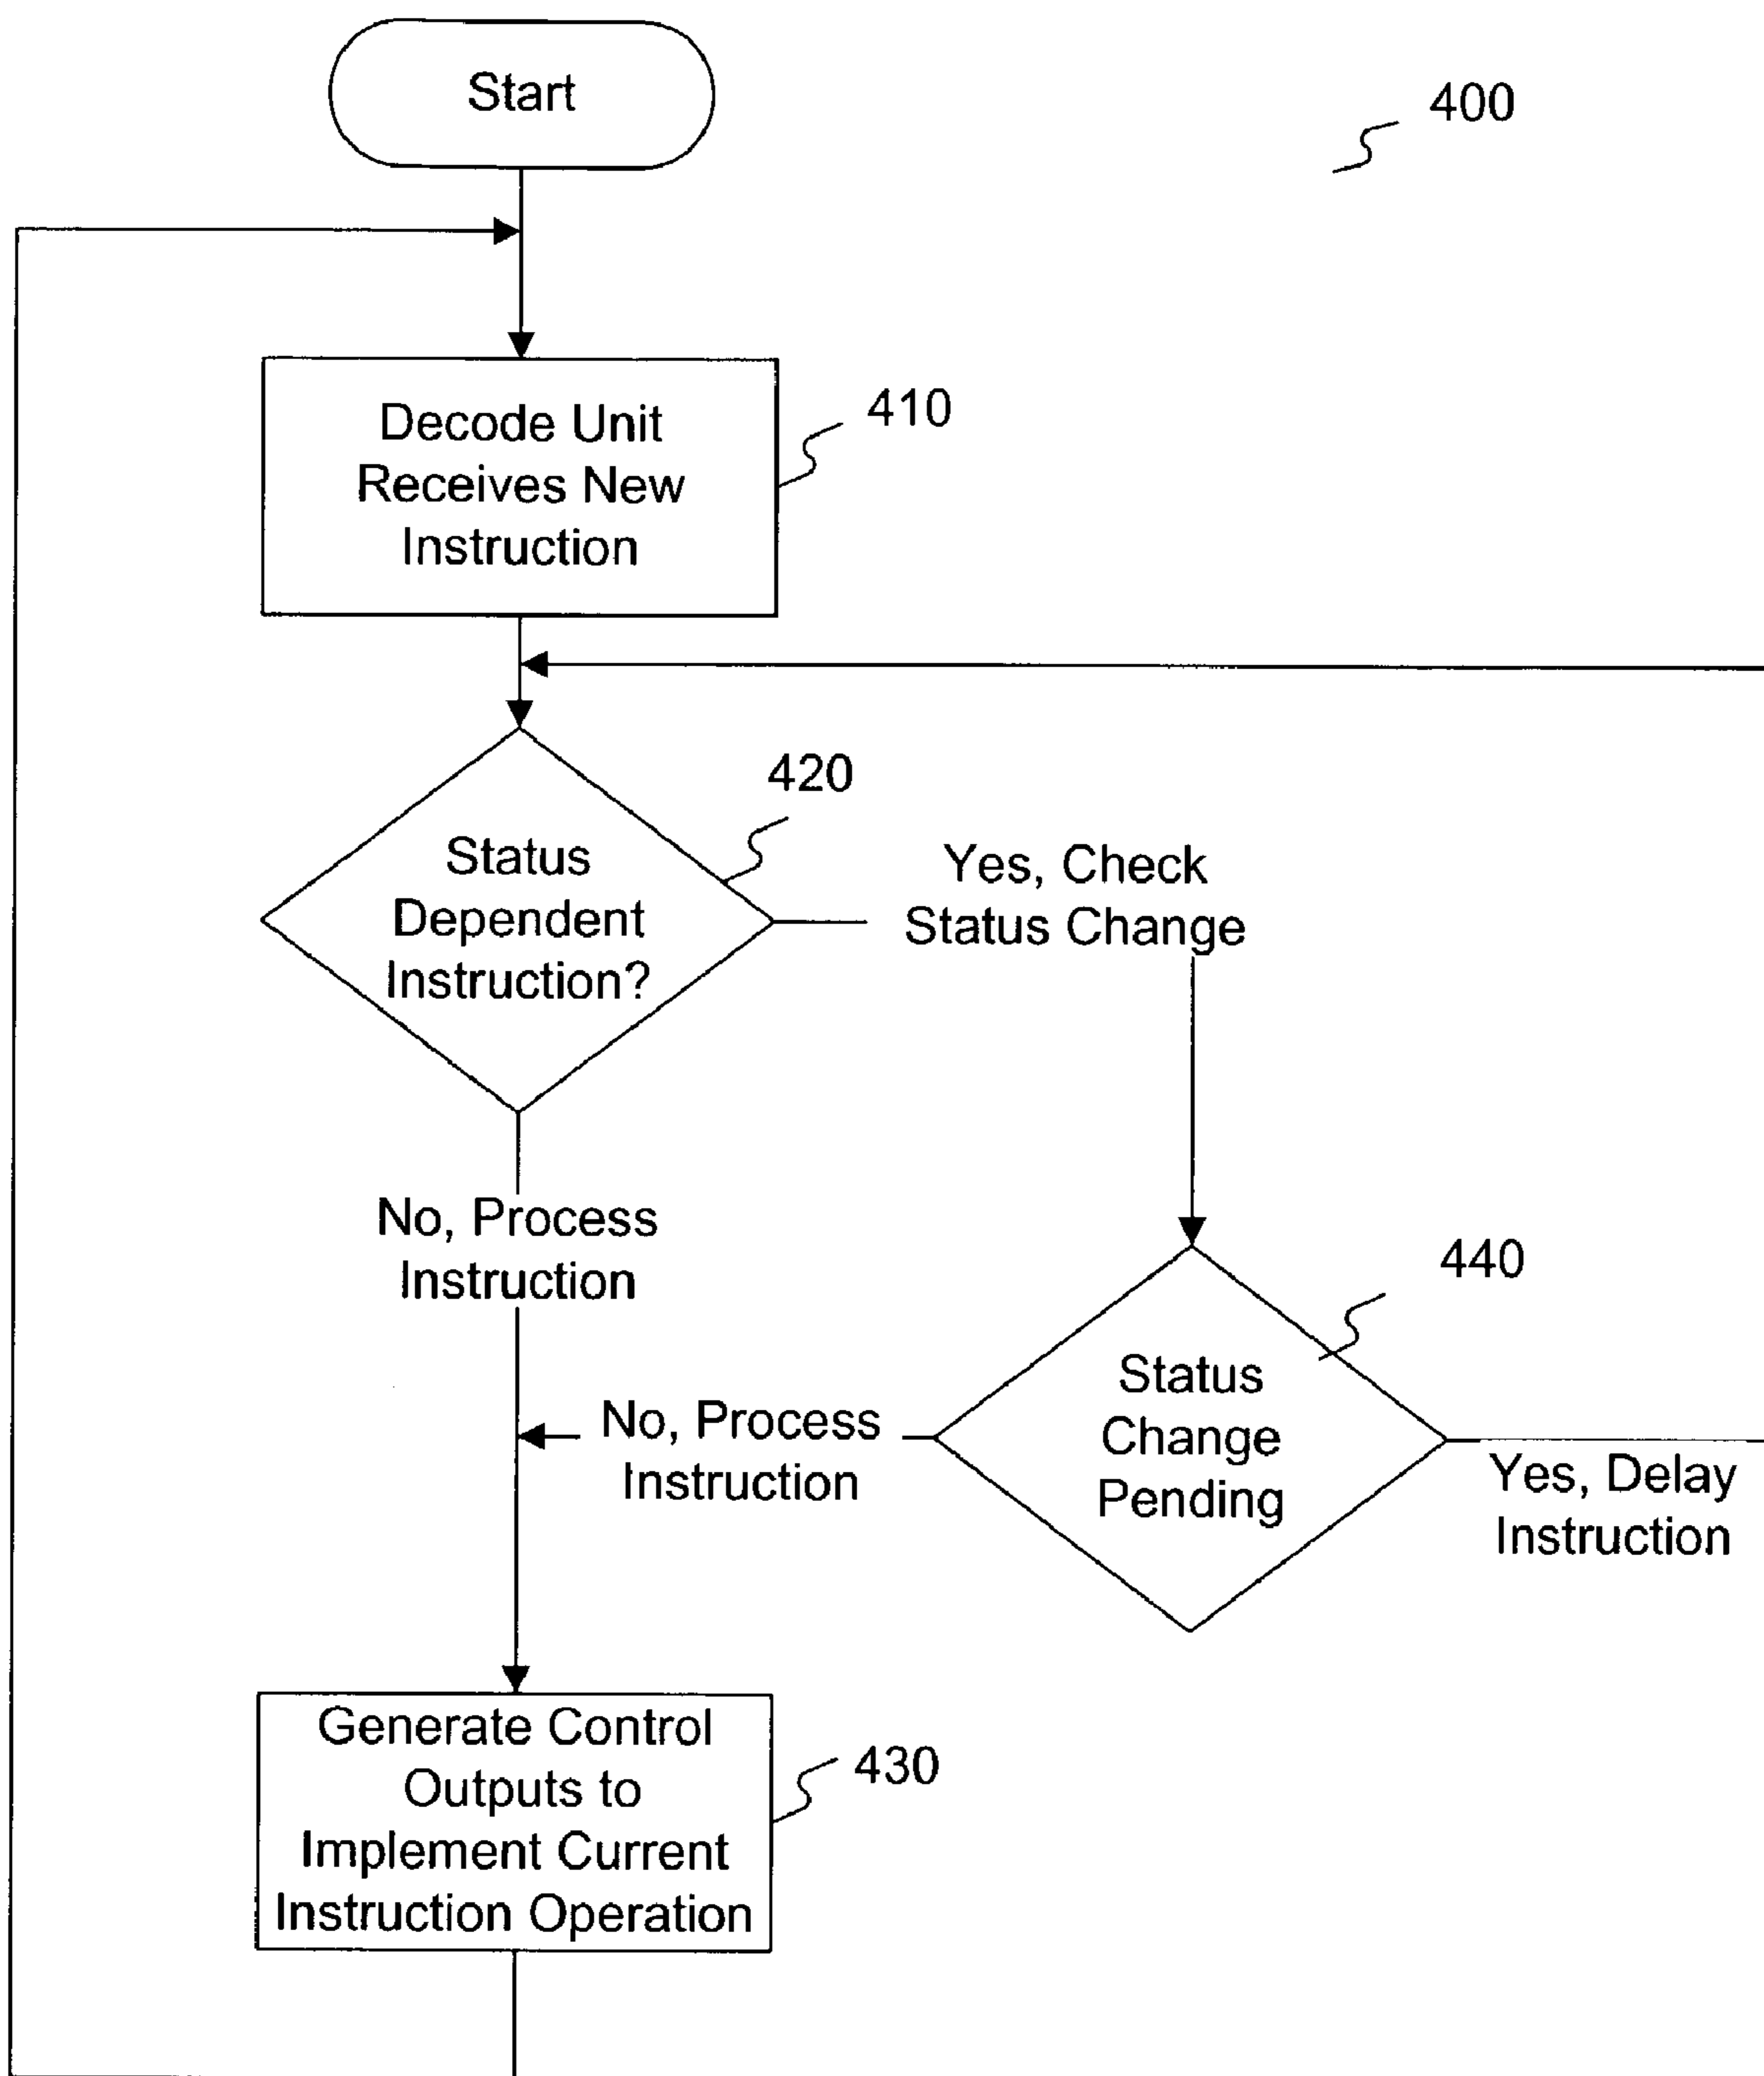 Start
400
Decode Unit
Receives New
Instruction
410
420
Status
Dependent
Instruction?
Yes, Check
Status Change
No, Process
Instruction
440
Status
Change
Pending
No, Process
Instruction
Yes, Delay
Instruction
Generate Control
Outputs to
Implement Current
Instruction Operation
430